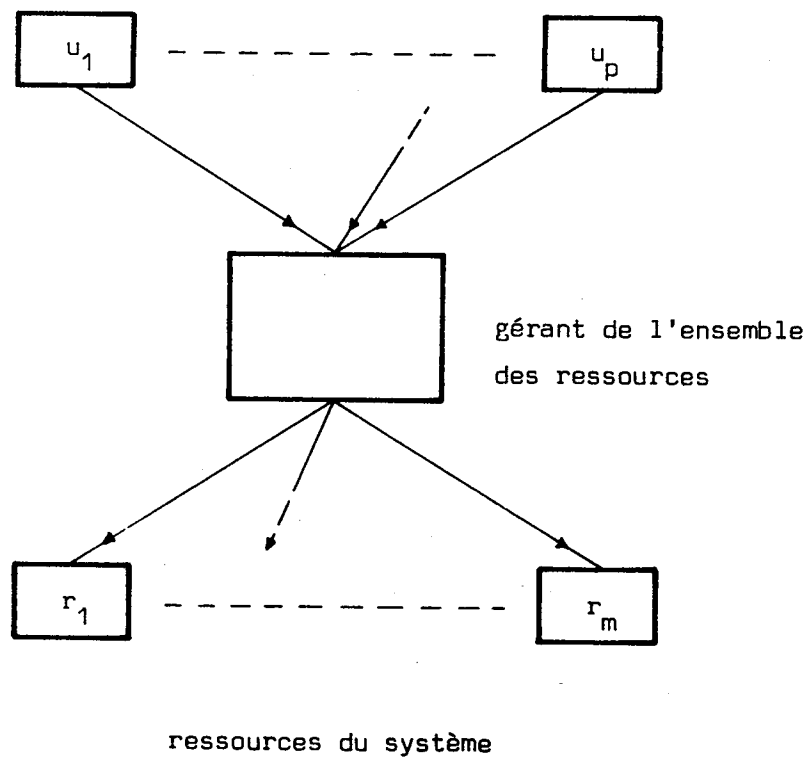 u1 up
gérant de l'ensemble
des ressources
r1 rm
ressources du système